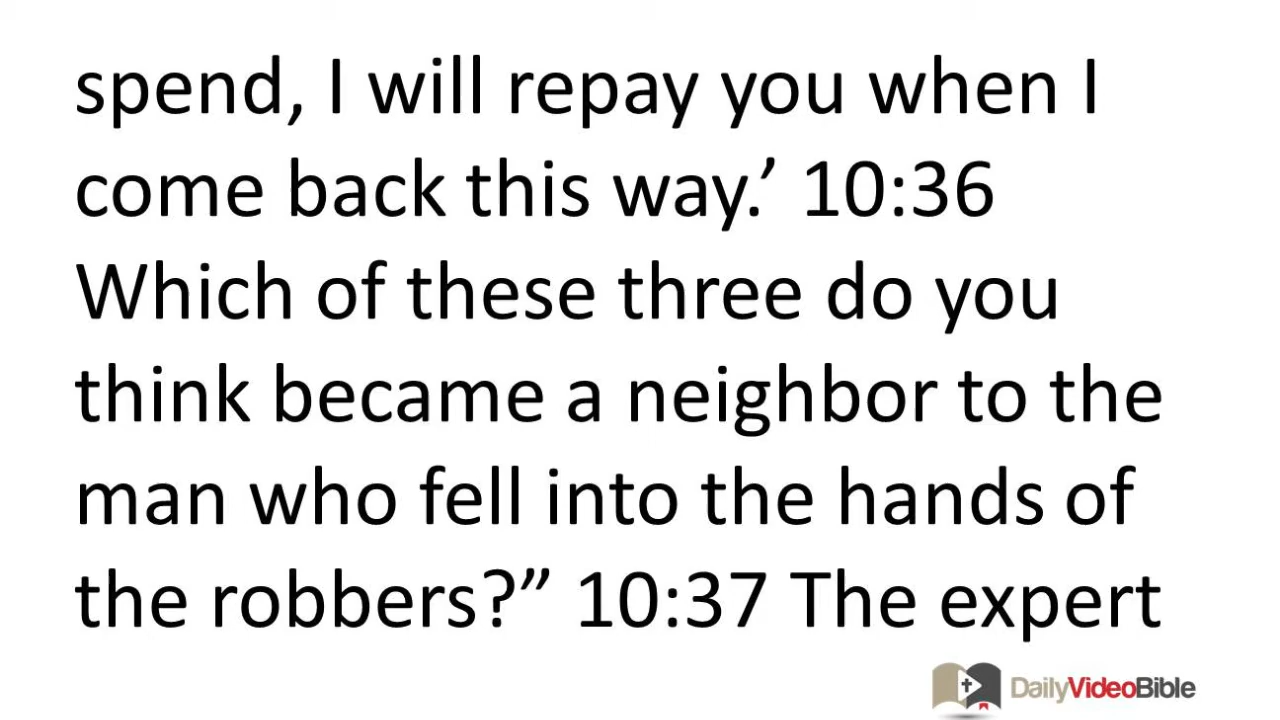 spend, I will repay you when I
come back this way.’ 10:36
Which of these three do you
think became a neighbor to the
man who fell into the hands of
the robbers?” 10:37 The expert
DailyVideoBible